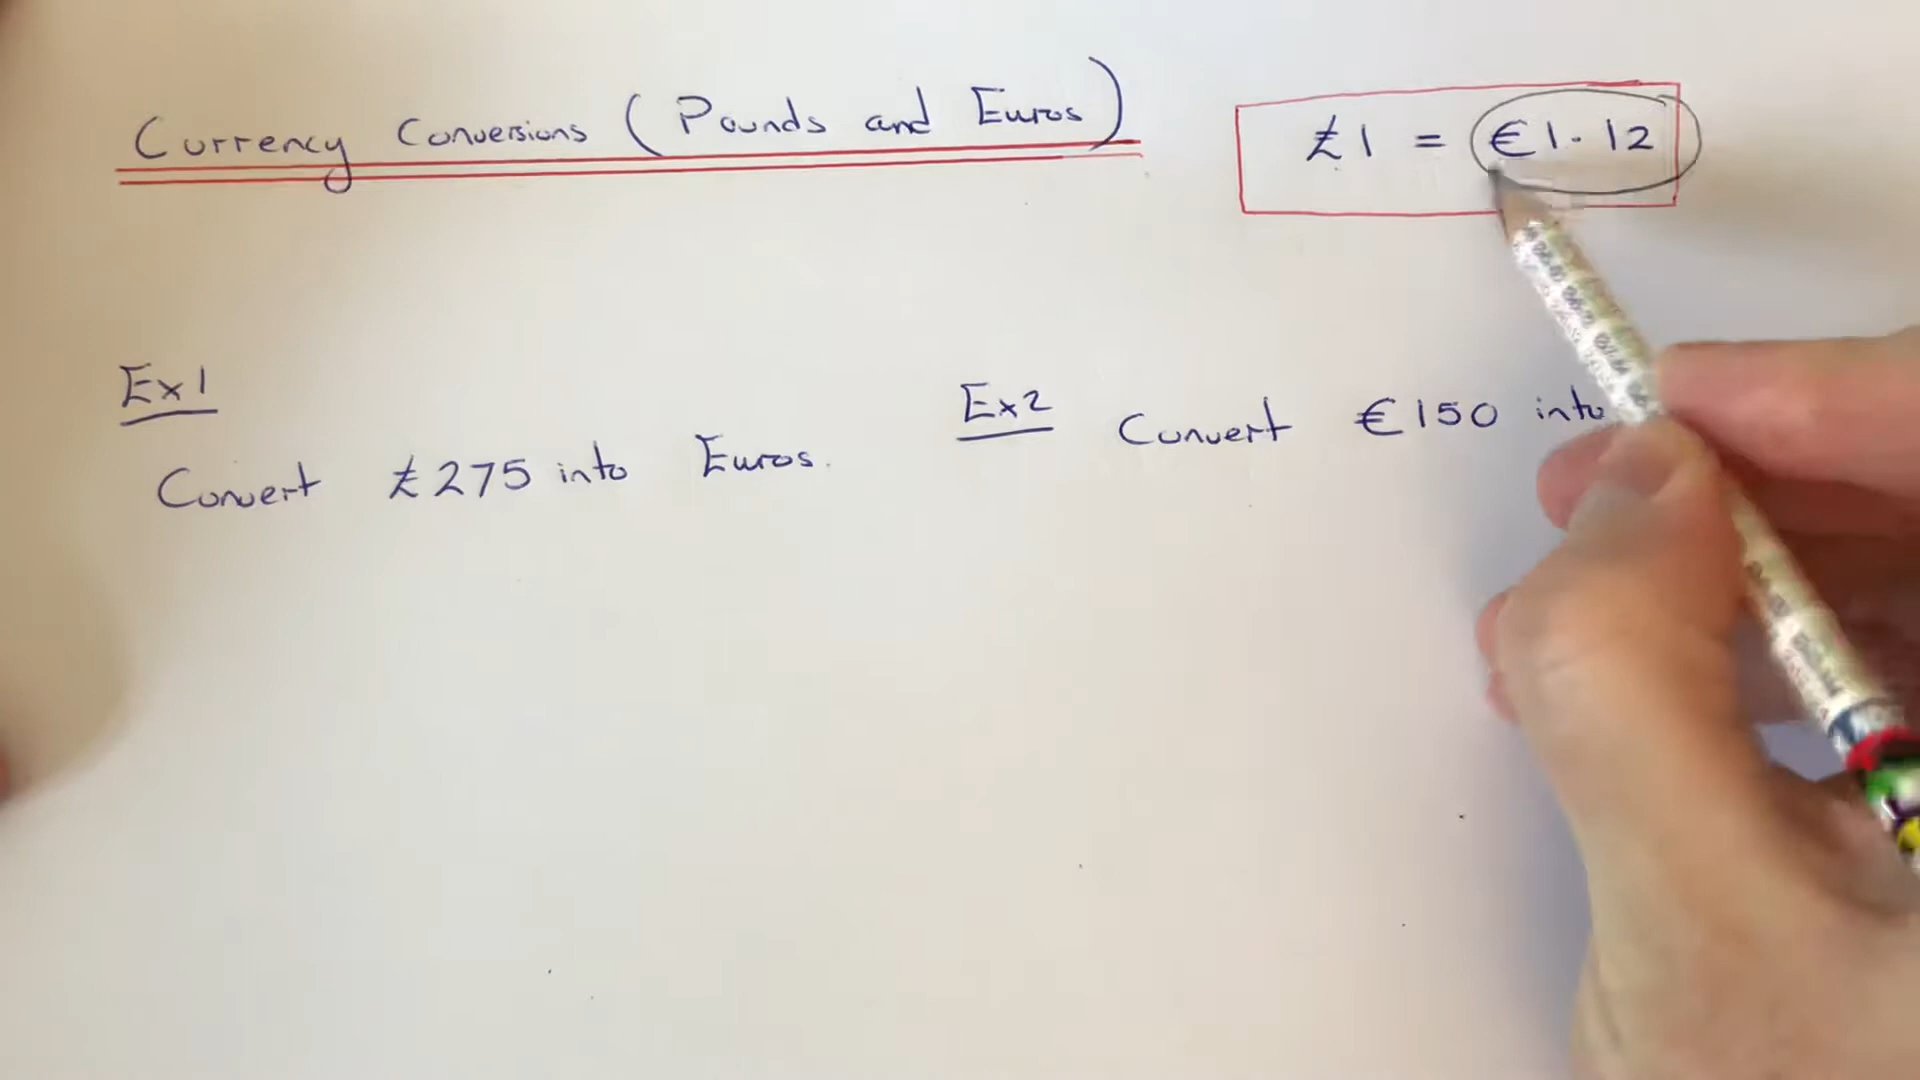 Currency Conversions (Pounds and Euros)
£1 = €1.12
Ex1
Convert £275 into Euros.
Ex2 Convert €150 into